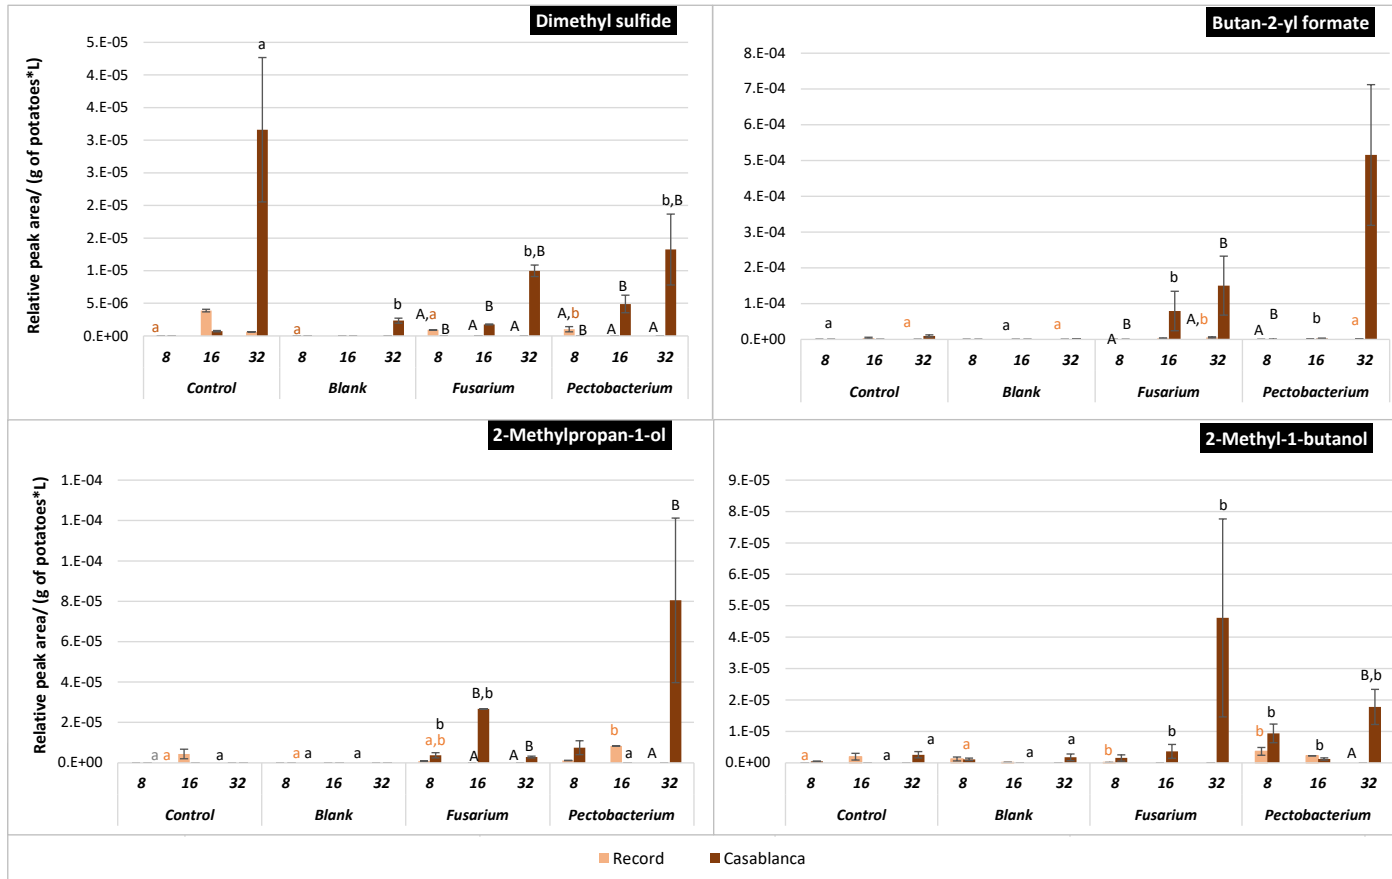 Dimethyl sulfide
Relative peak area/ (g of potatoes*L)
5.E-05
4.E-05
4.E-05
3.E-05
3.E-05
2.E-05
2.E-05
1.E-05
5.E-06
0.E+00
a a a b A,a B A B A b,B A,b B A B A b,B
8 16 32 8 16 32 8 16 32 8 16 32
Control Blank Fusarium Pectobacterium
Butan-2-yl formate
8.E-04
7.E-04
6.E-04
5.E-04
4.E-04
3.E-04
2.E-04
1.E-04
0.E+00
a a a a A B b A,b B A B b a
8 16 32 8 16 32 8 16 32 8 16 32
Control Blank Fusarium Pectobacterium
2-Methylpropan-1-ol
Relative peak area/ (g of potatoes*L)
1.E-04
1.E-04
1.E-04
8.E-05
6.E-05
4.E-05
2.E-05
0.E+00
a a a a a a a,b b A B,b A B b a A B
8 16 32 8 16 32 8 16 32 8 16 32
Control Blank Fusarium Pectobacterium
2-Methyl-1-butanol
9.E-05
8.E-05
7.E-05
6.E-05
5.E-05
4.E-05
3.E-05
2.E-05
1.E-05
0.E+00
a a a a a a b b b b b b A B,b
8 16 32 8 16 32 8 16 32 8 16 32
Control Blank Fusarium Pectobacterium
Record Casablanca